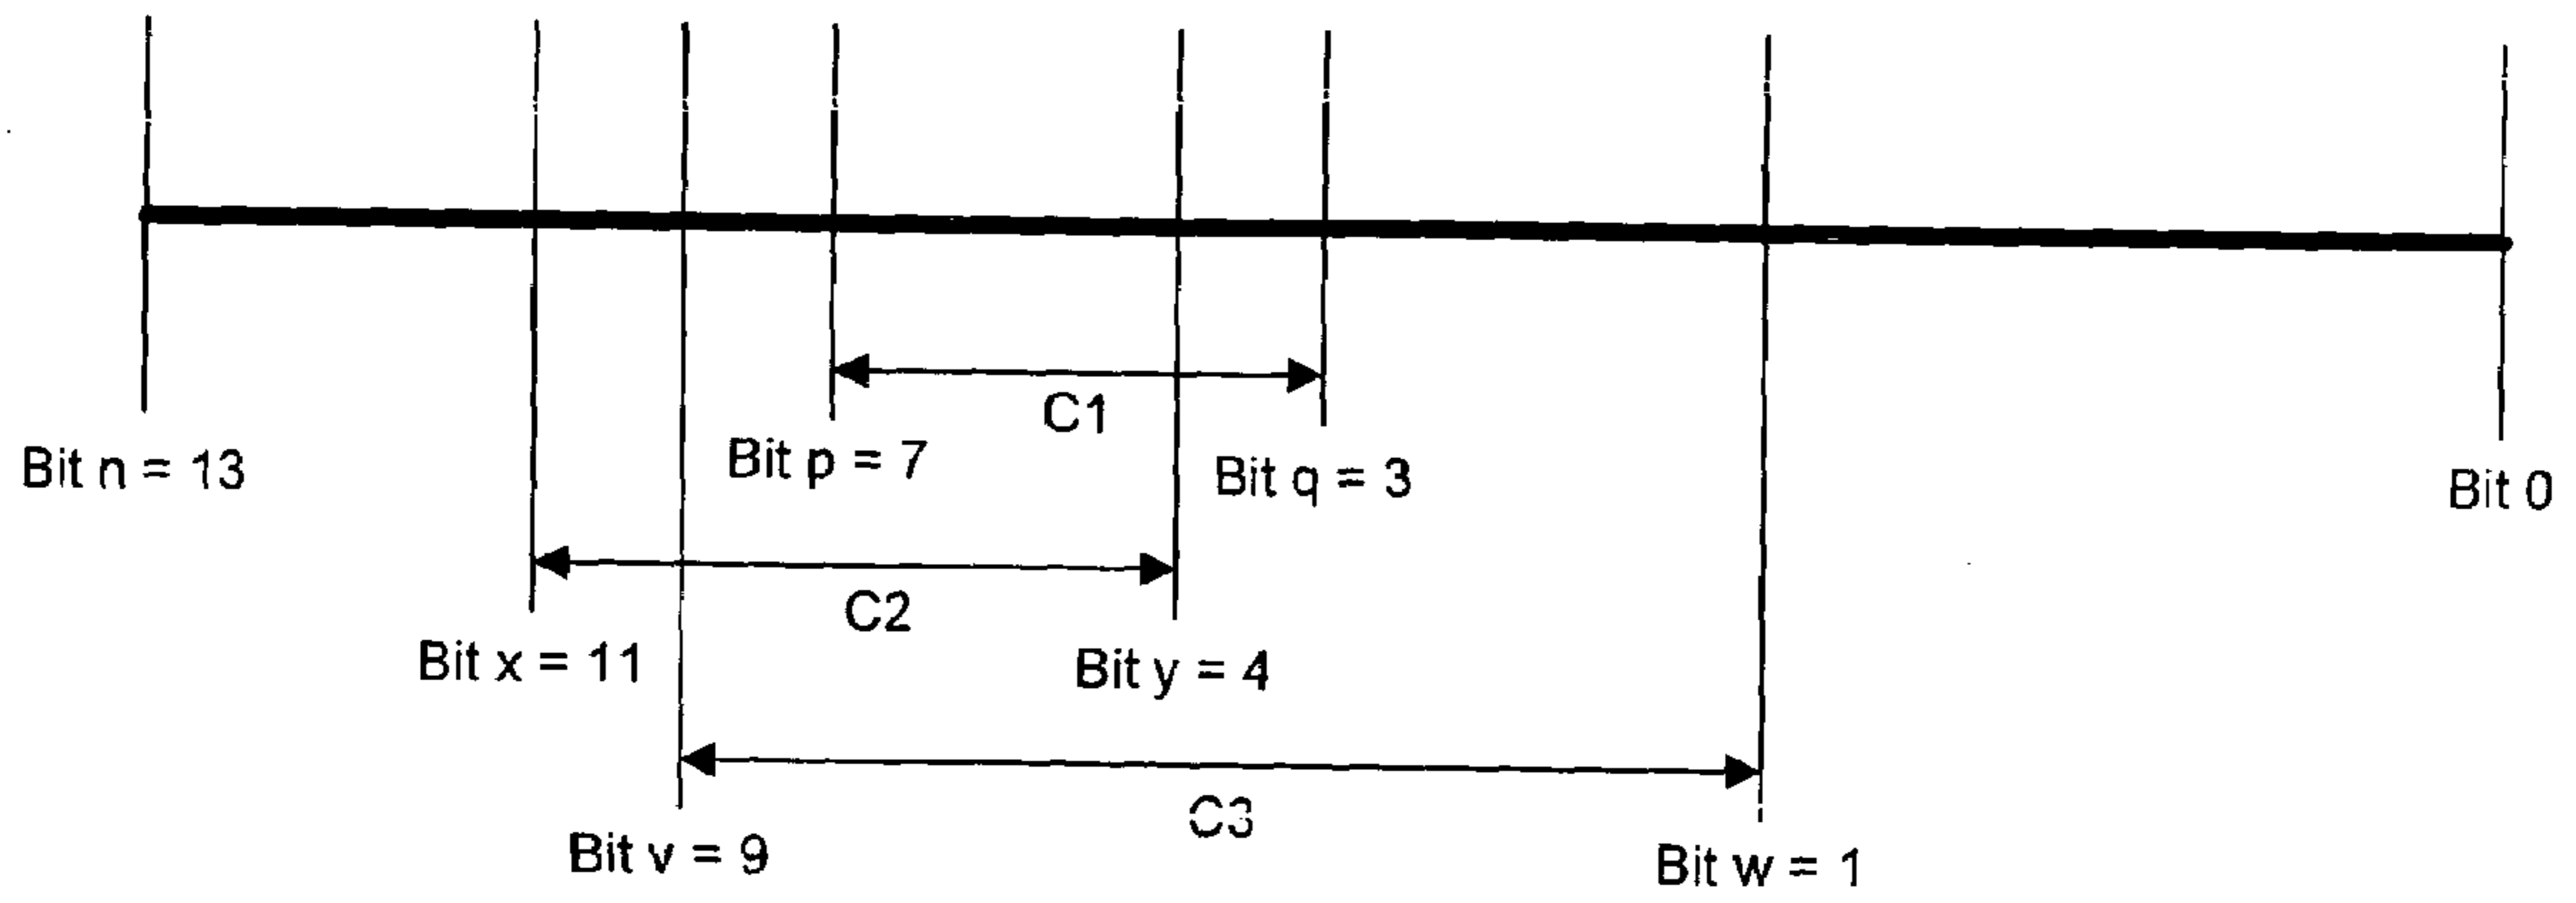 C1
Bit n = 13
Bit p = 7
Bit q = 3
Bit 0
C2
Bit x = 11
Bit y = 4
C3
Bit v = 9
Bit w = 1